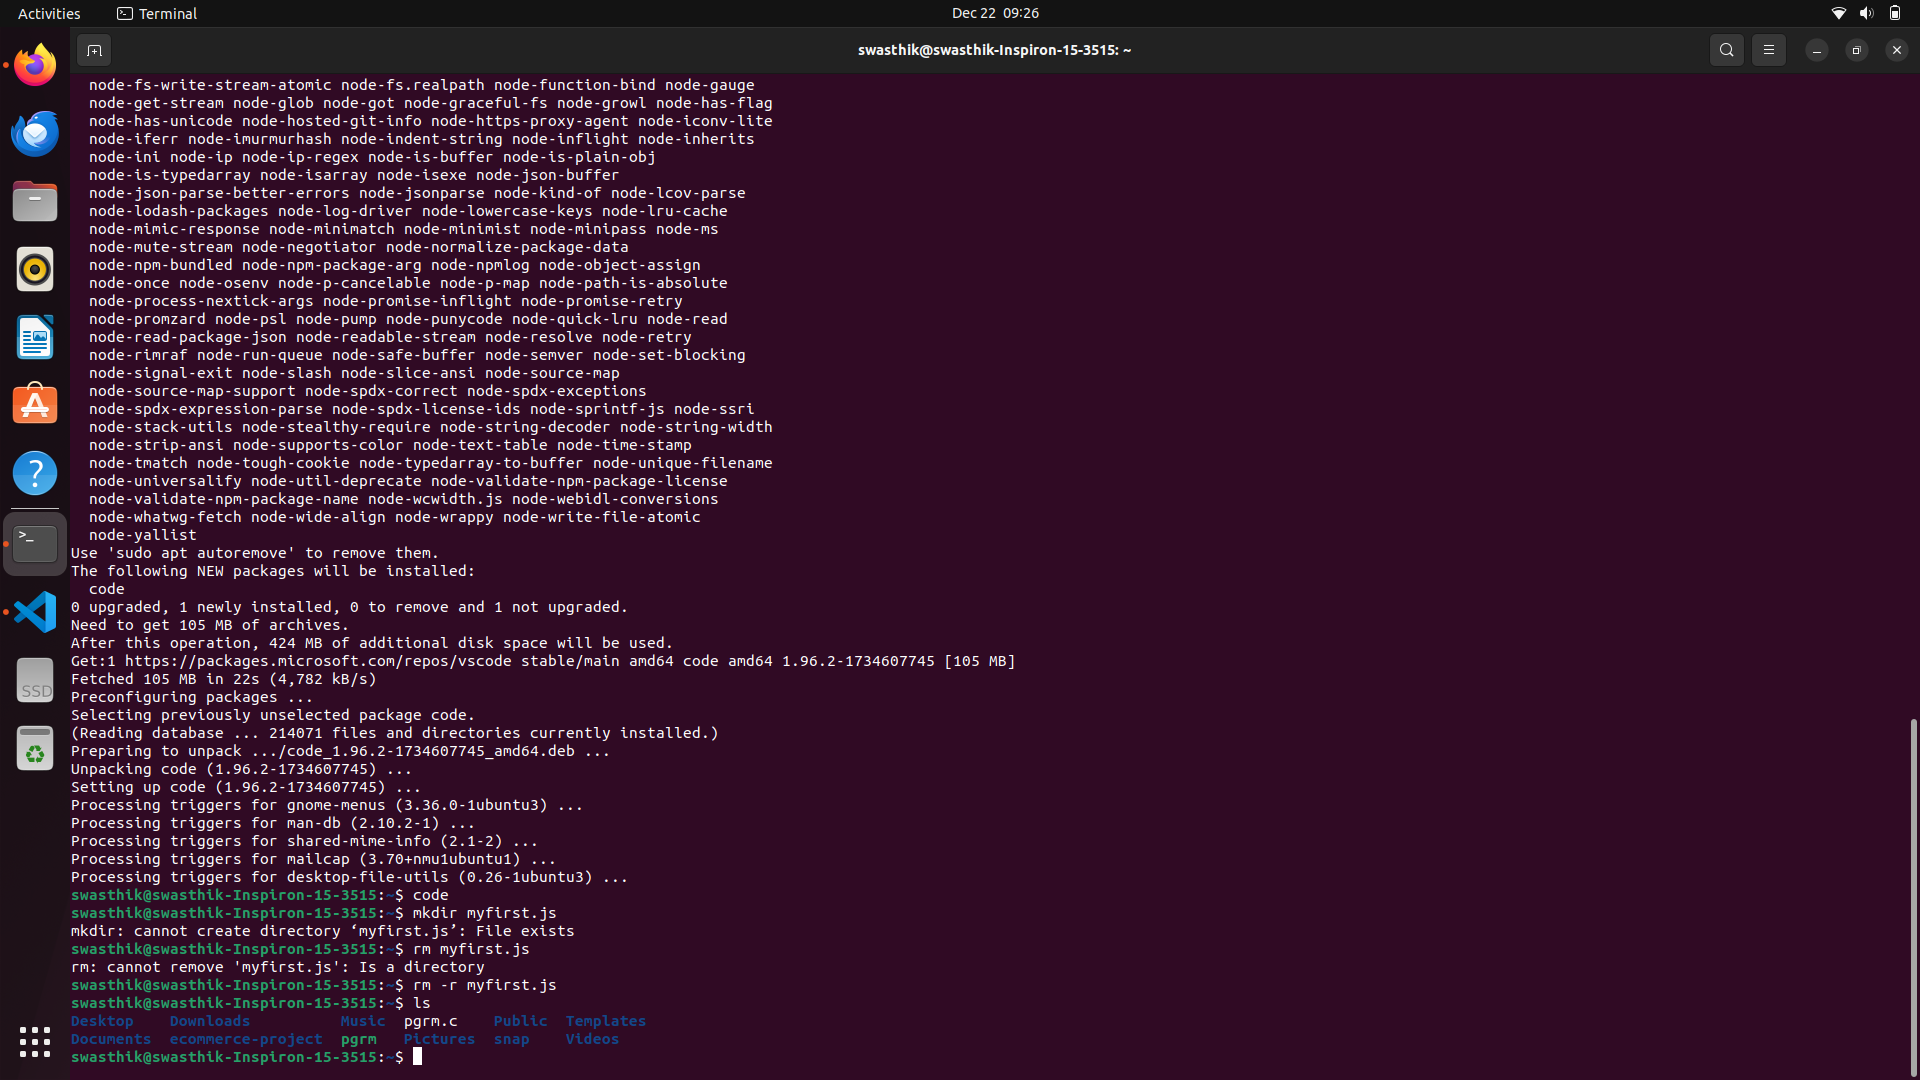 Activities Terminal Dec 22 09:26
swasthik@swasthik-Inspiron-15-3515: ~
node-fs-write-stream-atomic node-fs.realpath node-function-bind node-gauge
node-get-stream node-glob node-got node-graceful-fs node-growl node-has-flag
node-has-unicode node-hosted-git-info node-https-proxy-agent node-iconv-lite
node-iferr node-imurmurhash node-indent-string node-inflight node-inherits
node-ini node-ip node-ip-regex node-is-buffer node-is-plain-obj
node-is-typedarray node-isarray node-isexe node-json-buffer
node-json-parse-better-errors node-jsonparse node-kind-of node-lcov-parse
node-lodash-packages node-log-driver node-lowercase-keys node-lru-cache
node-mimic-response node-minimatch node-minimist node-minipass node-ms
node-mute-stream node-negotiator node-normalize-package-data
node-npm-bundled node-npm-package-arg node-npmlog node-object-assign
node-once node-osenv node-p-cancelable node-p-map node-path-is-absolute
node-process-nextick-args node-promise-inflight node-promise-retry
node-promzard node-psl node-pump node-punycode node-quick-lru node-read
node-read-package-json node-readable-stream node-resolve node-retry
node-rimraf node-run-queue node-safe-buffer node-semver node-set-blocking
node-signal-exit node-slash node-slice-ansi node-source-map
node-source-map-support node-spdx-correct node-spdx-exceptions
node-spdx-expression-parse node-spdx-license-ids node-sprintf-js node-ssri
node-stack-utils node-stealthy-require node-string-decoder node-string-width
node-strip-ansi node-supports-color node-text-table node-time-stamp
node-tmatch node-tough-cookie node-typedarray-to-buffer node-unique-filename
node-universalify node-util-deprecate node-validate-npm-package-license
node-validate-npm-package-name node-wcwidth.js node-webidl-conversions
node-whatwg-fetch node-wide-align node-wrappy node-write-file-atomic
node-yallist
Use 'sudo apt autoremove' to remove them.
The following NEW packages will be installed:
code
0 upgraded, 1 newly installed, 0 to remove and 1 not upgraded.
Need to get 105 MB of archives.
After this operation, 424 MB of additional disk space will be used.
Get:1 https://packages.microsoft.com/repos/vscode stable/main amd64 code amd64 1.96.2-1734607745 [105 MB]
Fetched 105 MB in 22s (4,782 kB/s)
Preconfiguring packages ...
Selecting previously unselected package code.
(Reading database ... 214071 files and directories currently installed.)
Preparing to unpack .../code_1.96.2-1734607745_amd64.deb ...
Unpacking code (1.96.2-1734607745) ...
Setting up code (1.96.2-1734607745) ...
Processing triggers for gnome-menus (3.36.0-1ubuntu3) ...
Processing triggers for man-db (2.10.2-1) ...
Processing triggers for shared-mime-info (2.1-2) ...
Processing triggers for mailcap (3.70+nmu1ubuntu1) ...
Processing triggers for desktop-file-utils (0.26-1ubuntu3) ...
swasthik@swasthik-Inspiron-15-3515:~$ code
swasthik@swasthik-Inspiron-15-3515:~$ mkdir myfirst.js
mkdir: cannot create directory ‘myfirst.js’: File exists
swasthik@swasthik-Inspiron-15-3515:~$ rm myfirst.js
rm: cannot remove 'myfirst.js': Is a directory
swasthik@swasthik-Inspiron-15-3515:~$ rm -r myfirst.js
swasthik@swasthik-Inspiron-15-3515:~$ ls
Desktop Downloads Music pgrm.c Public Templates
Documents ecommerce-project pgrm Pictures snap Videos
swasthik@swasthik-Inspiron-15-3515:~$
SSD